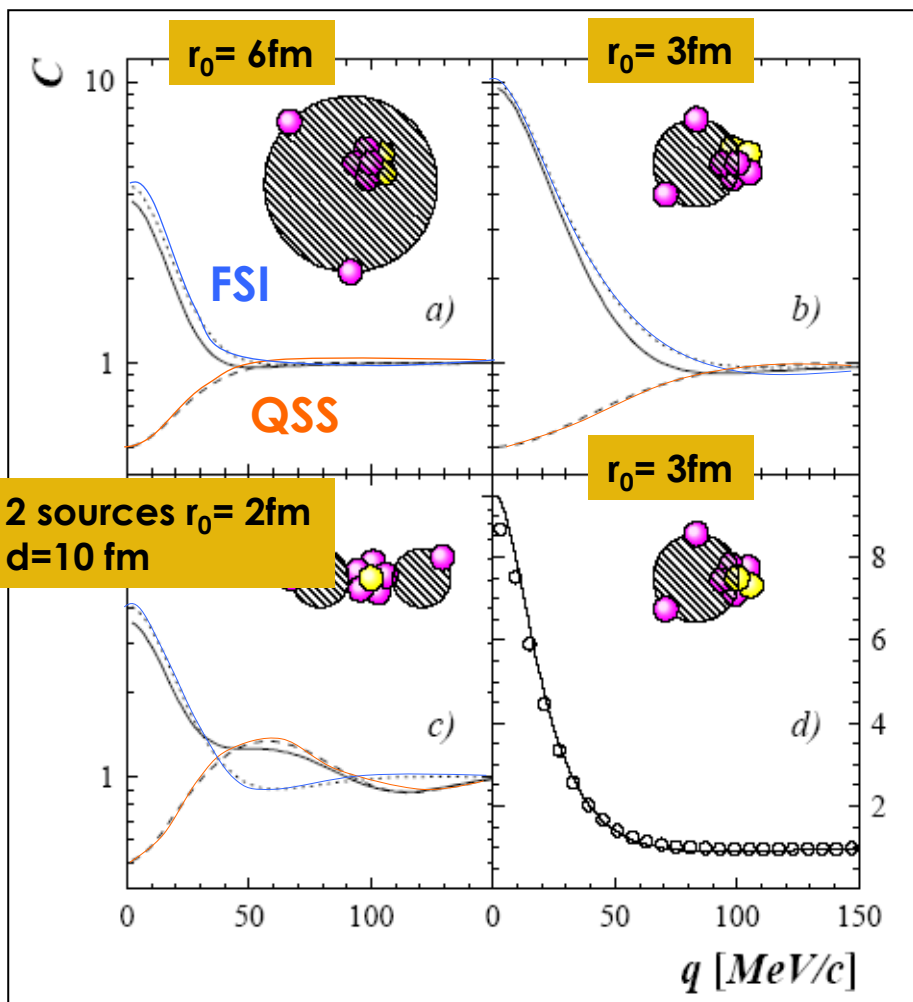 r₀= 6fm
r₀= 3fm
C
10
1
FSI
QSS
a)
b)
2 sources r₀= 2fm
d=10 fm
r₀= 3fm
1
c)
d)
8
6
4
2
0
50
100
0
50
100
150
q [MeV/c]